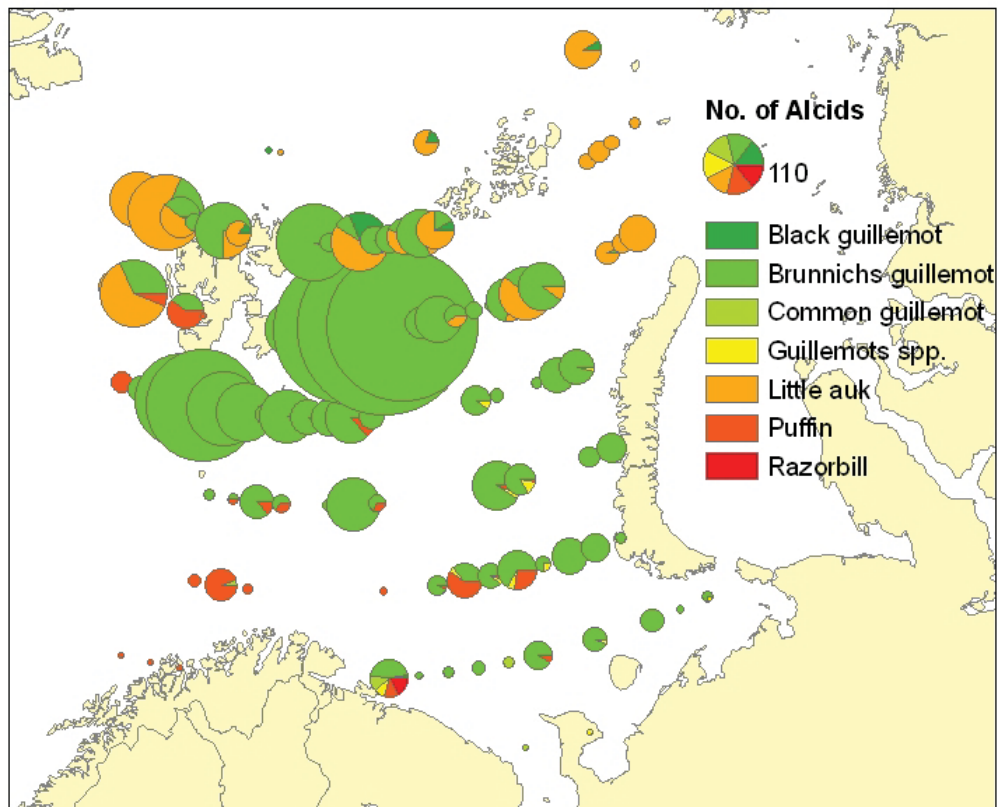 No. of Alcids
110
Black guillemot
Brunnichs guillemot
Common guillemot
Guillemots spp.
Little auk
Puffin
Razorbill